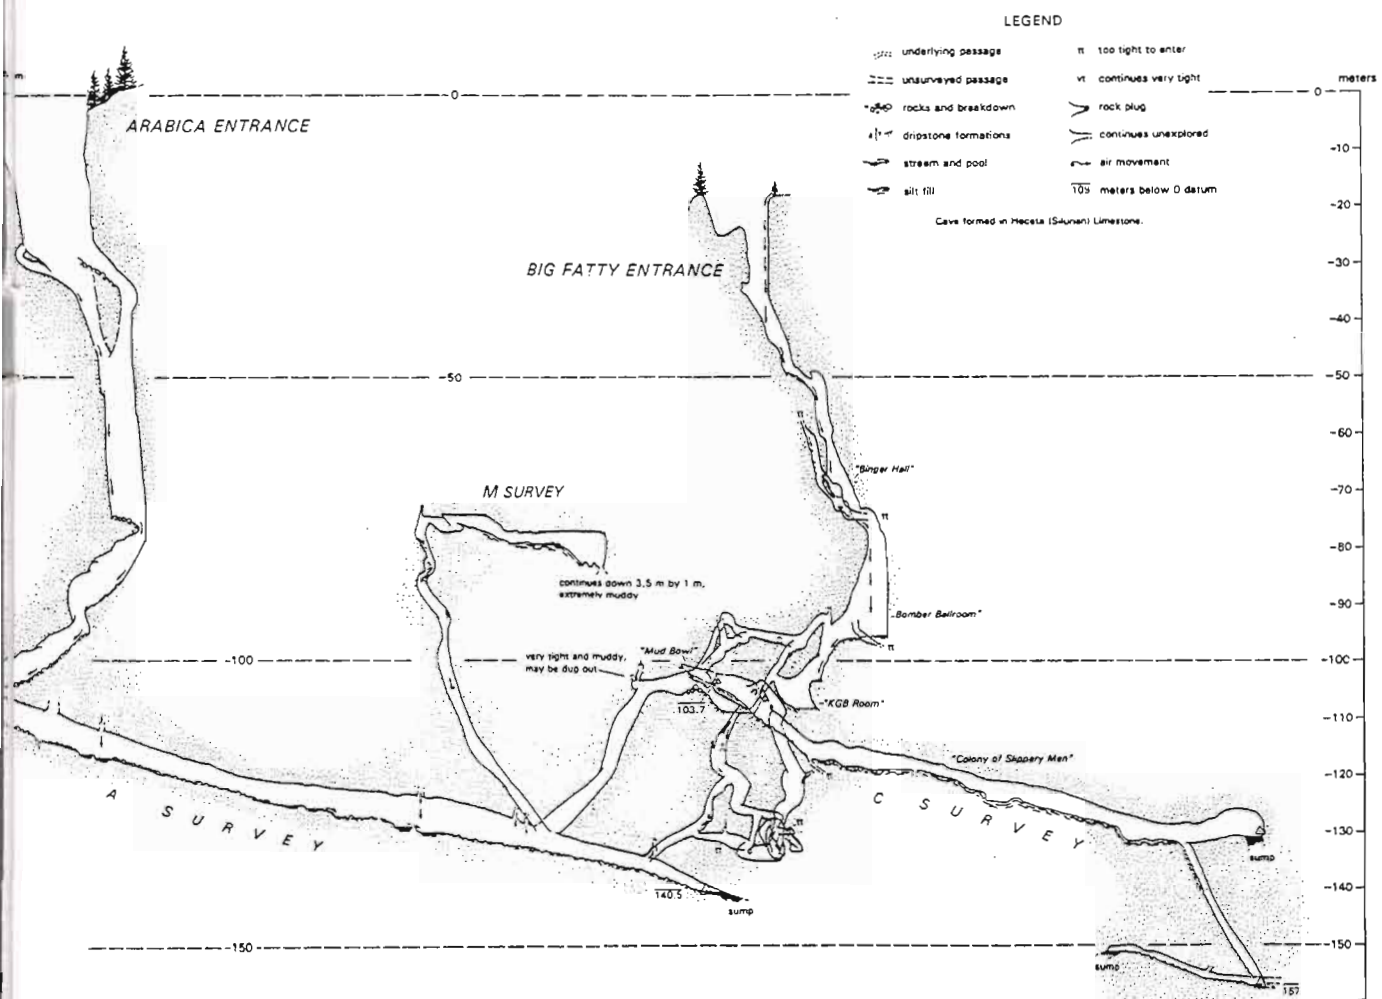 LEGEND
underlying passage
unsurveyed passage
rocks and breakdown
dripstone formations
stream and pool
silt fill
π too tight to enter
vt continues very tight
rock plug
continues unexplored
air movement
109 meters below 0 datum
Cave formed in Heceta (Silurian) Limestone.
m
meters
0
0
-10
-20
-30
-40
-50
-50
-60
-70
-80
-90
-100
-100
-110
-120
-130
-140
-150
-150
ARABICA ENTRANCE
BIG FATTY ENTRANCE
π
"Binger Hall"
π
M SURVEY
continues down 3.5 m by 1 m,
extremely muddy
"Bomber Ballroom"
π
very tight and muddy,
may be dug out
"Mud Bowl"
103.7
"KGB Room"
"Colony of Slippery Men"
π
π
π
A SURVEY
C SURVEY
140.5
sump
sump
sump
157